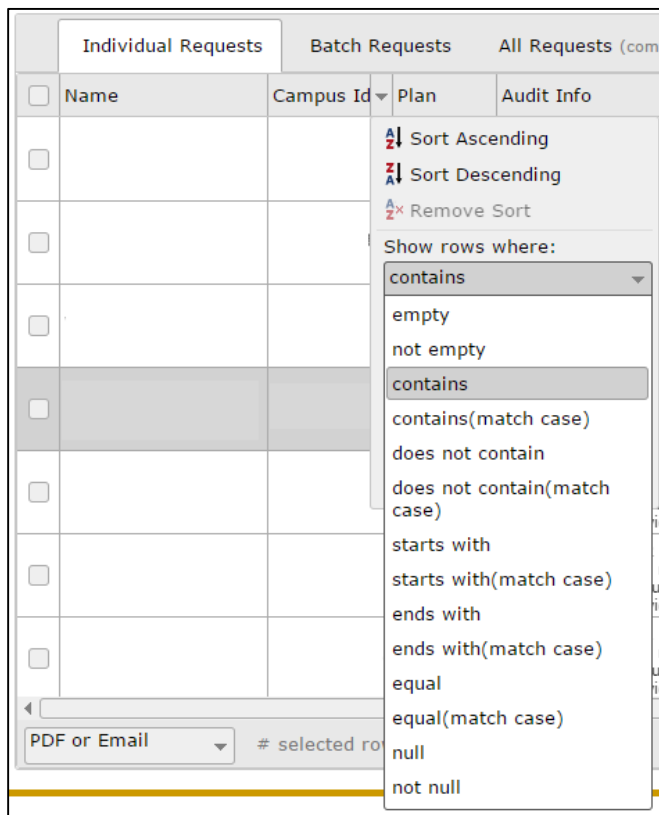 Individual Requests Batch Requests All Requests (com
Name Campus Id Plan Audit Info
Sort Ascending
Sort Descending
Remove Sort
Show rows where:
contains
empty
not empty
contains
contains(match case)
does not contain
does not contain(match
case)
starts with
starts with(match case)
ends with
ends with(match case)
equal
equal(match case)
null
not null
PDF or Email # selected ro